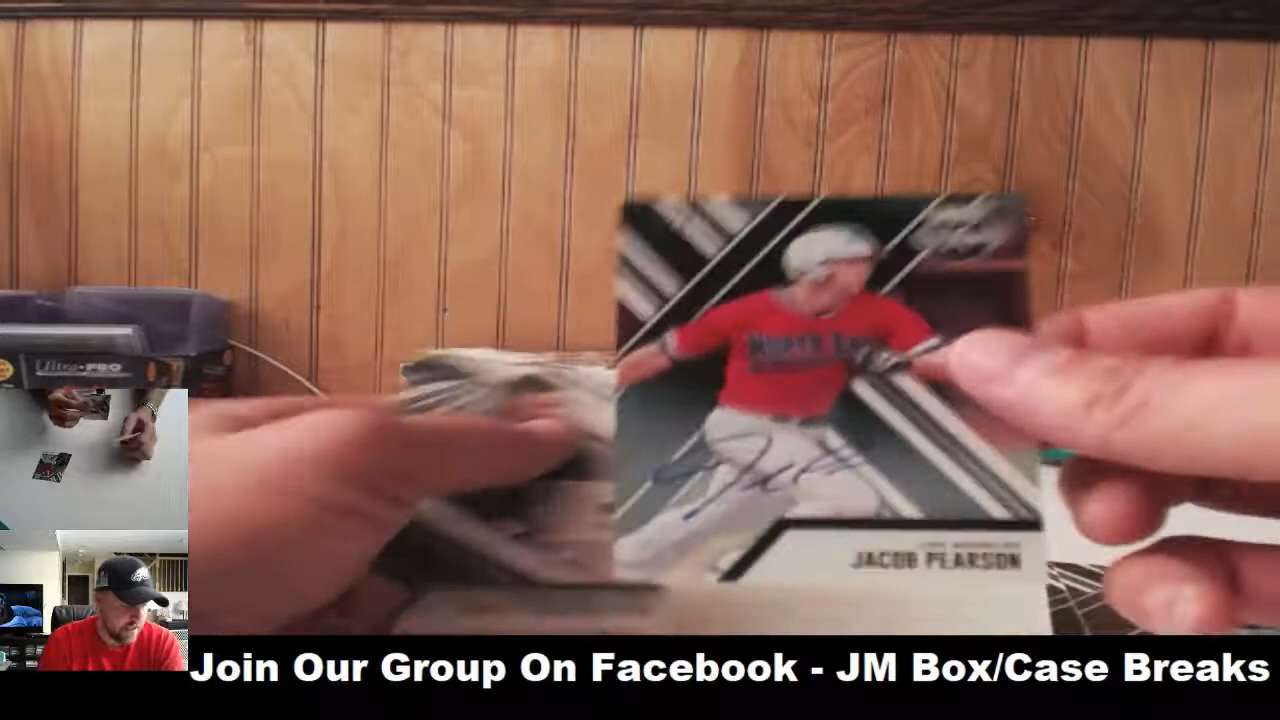 Ultra·PRO
JACOB PEARSON
Join Our Group On Facebook - JM Box/Case Breaks